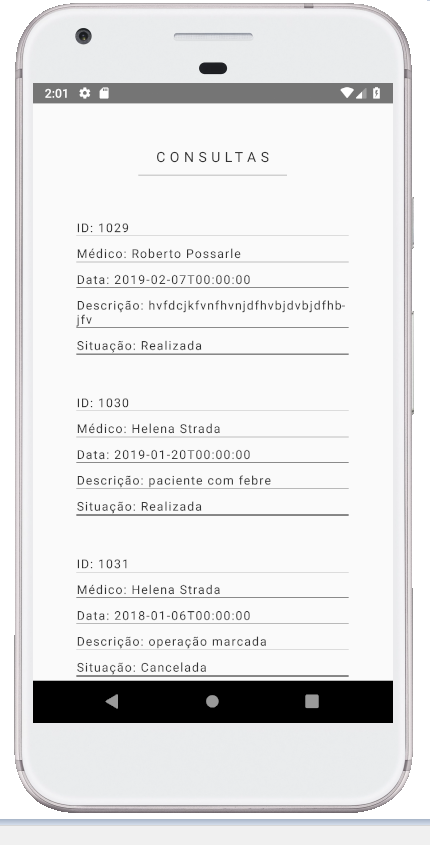 2:01
CONSULTAS
ID: 1029
Médico: Roberto Possarle
Data: 2019-02-07T00:00:00
Descrição: hvfdcjkfvnfhvnjdfhvbjdvbjdfhb-
jfv
Situação: Realizada
ID: 1030
Médico: Helena Strada
Data: 2019-01-20T00:00:00
Descrição: paciente com febre
Situação: Realizada
ID: 1031
Médico: Helena Strada
Data: 2018-01-06T00:00:00
Descrição: operação marcada
Situação: Cancelada